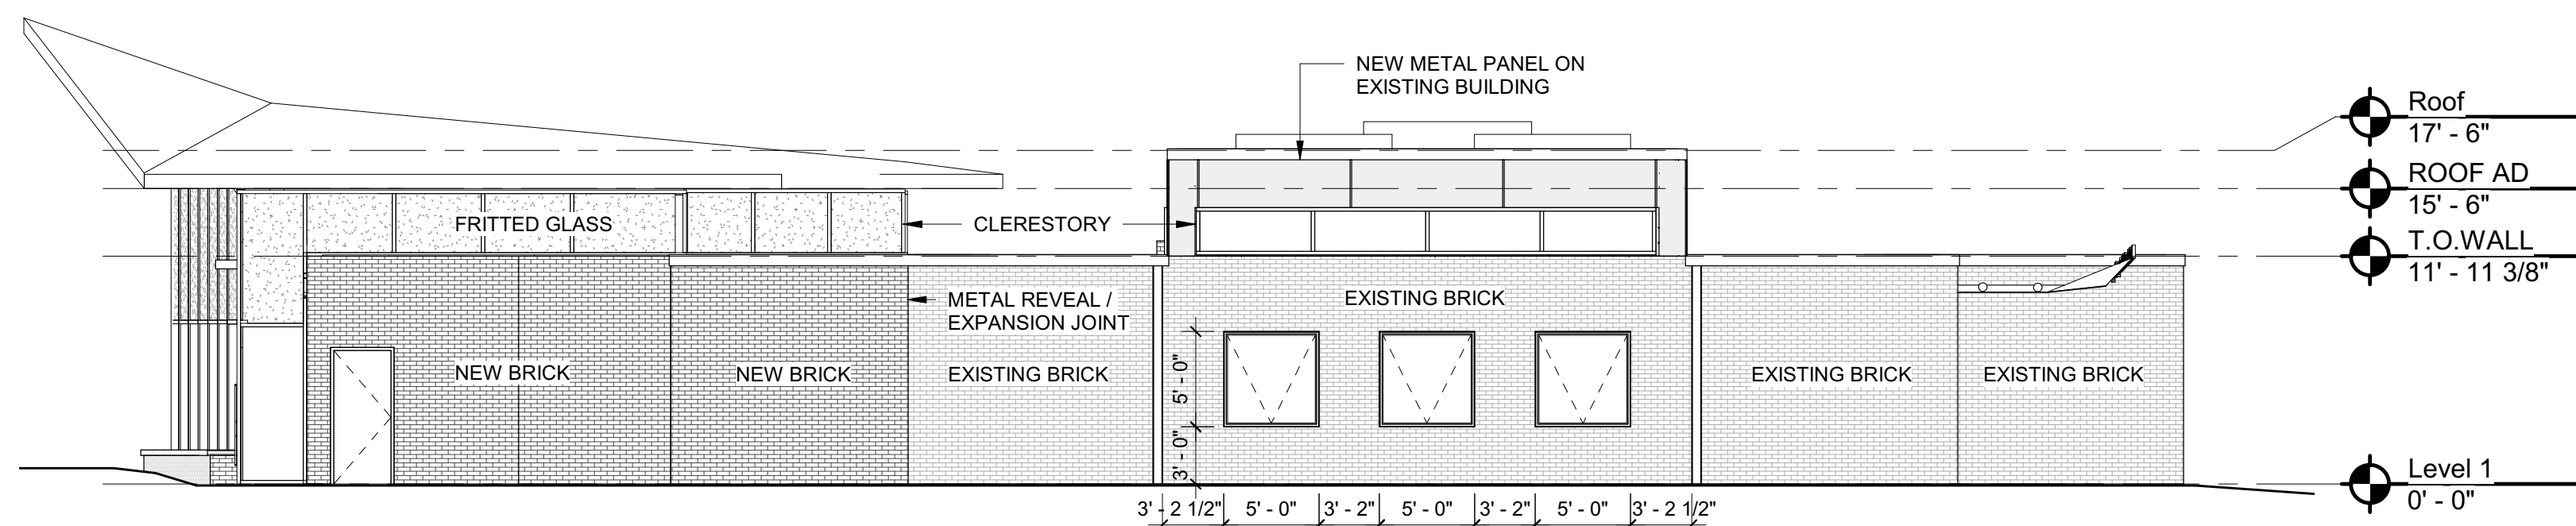 NEW METAL PANEL ON
EXISTING BUILDING
Roof
17' - 6"
ROOF AD
15' - 6"
FRITTED GLASS
CLERESTORY
T.O.WALL
11' - 11 3/8"
METAL REVEAL /
EXPANSION JOINT
EXISTING BRICK
NEW BRICK
NEW BRICK
EXISTING BRICK
5' - 0"
3' - 0"
EXISTING BRICK
EXISTING BRICK
Level 1
0' - 0"
3' - 2 1/2"
5' - 0"
3' - 2"
5' - 0"
3' - 2"
5' - 0"
3' - 2 1/2"